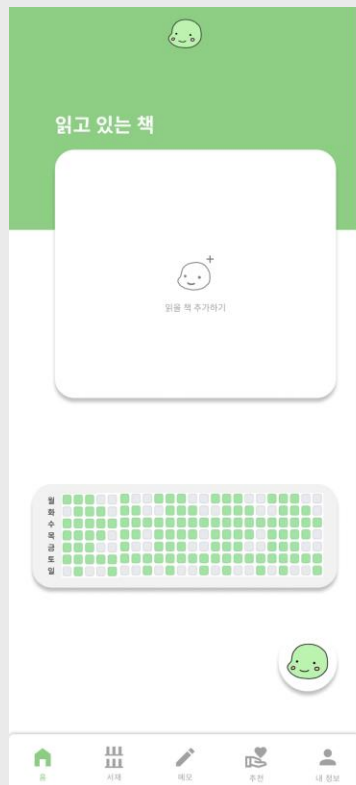 읽고 있는 책
읽을 책 추가하기
월
화
수
목
금
토
일
홈
서재
메모
추천
내 정보